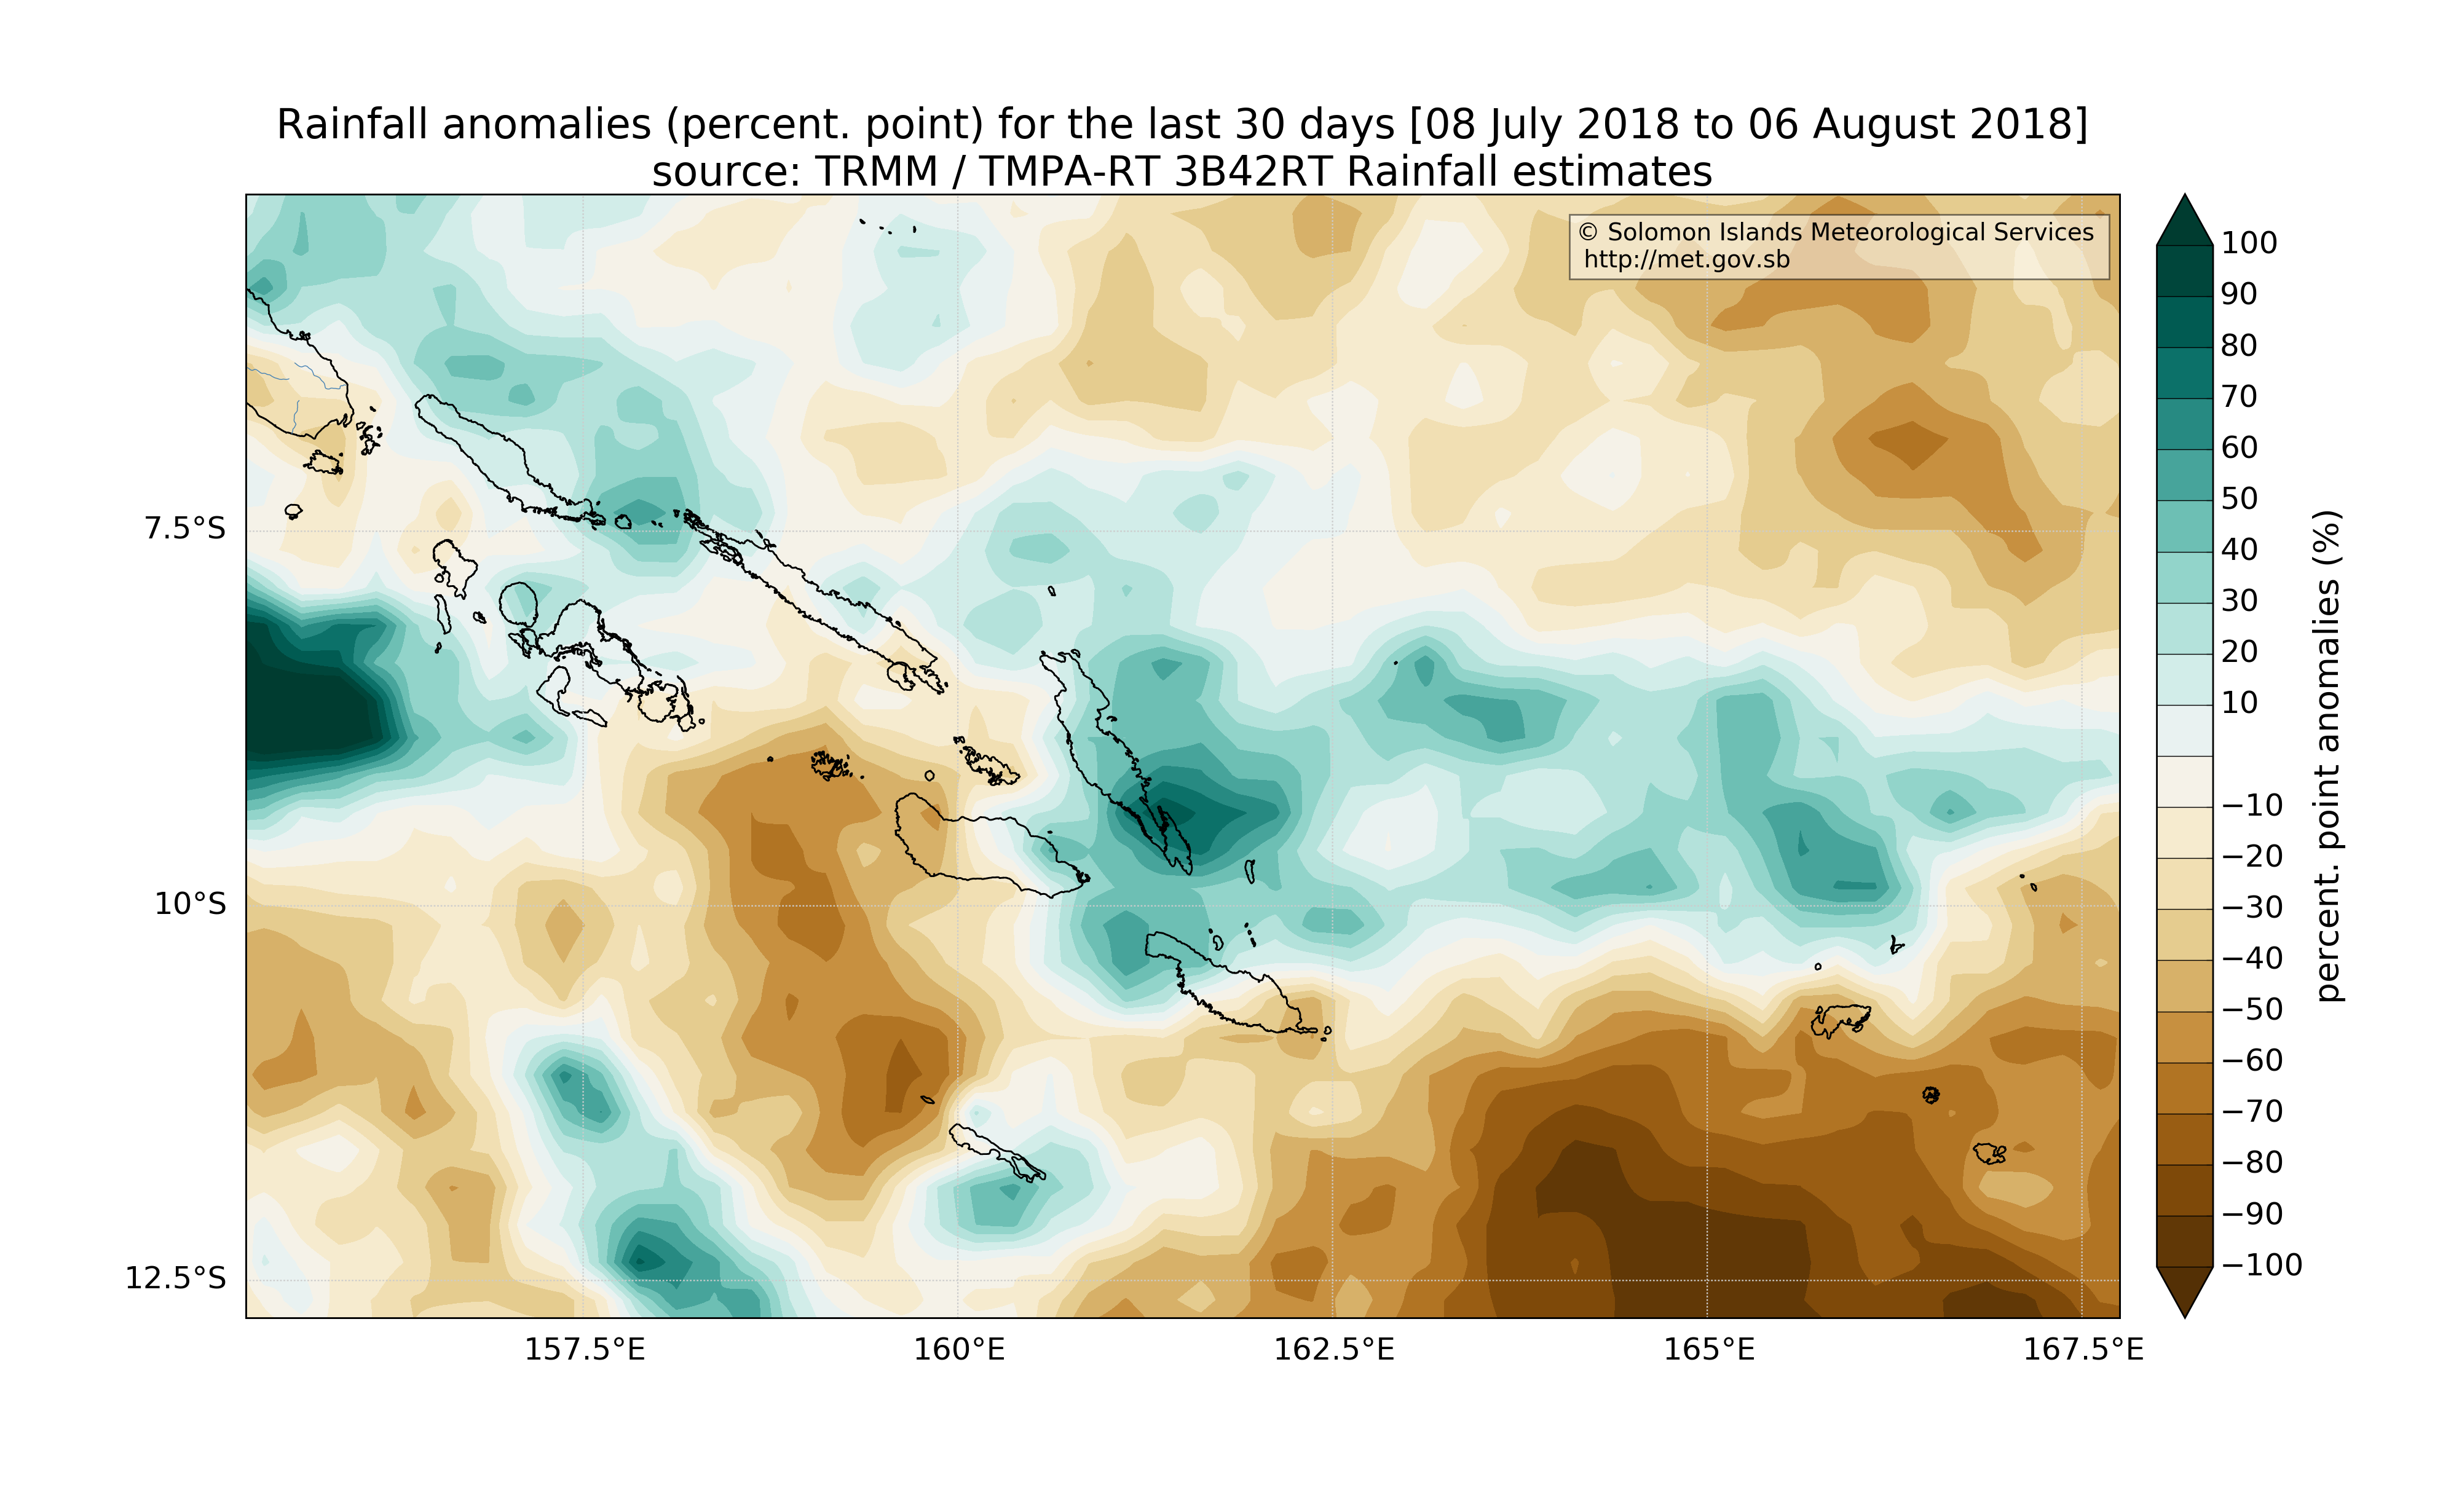 Rainfall anomalies (percent. point) for the last 30 days [08 July 2018 to 06 August 2018]
source: TRMM / TMPA-RT 3B42RT Rainfall estimates
© Solomon Islands Meteorological Services
http://met.gov.sb
7.5°S
10°S
12.5°S
157.5°E
160°E
162.5°E
165°E
167.5°E
100
90
80
70
60
50
40
30
20
10
−10
−20
−30
−40
−50
−60
−70
−80
−90
−100
percent. point anomalies (%)